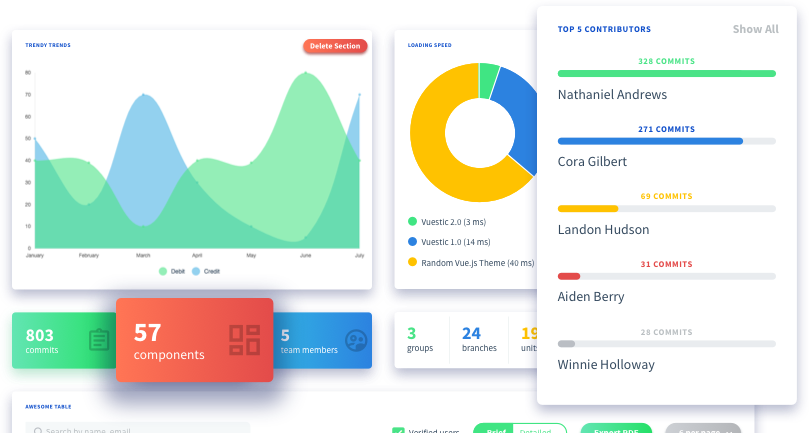 TRENDY TRENDS
Delete Section
80
70
60
50
40
30
20
10
0
January February March April May June July
Debit Credit
LOADING SPEED
Vuestic 2.0 (3 ms)
Vuestic 1.0 (14 ms)
Random Vue.js Theme (40 ms)
TOP 5 CONTRIBUTORS Show All
328 COMMITS
Nathaniel Andrews
271 COMMITS
Cora Gilbert
69 COMMITS
Landon Hudson
31 COMMITS
Aiden Berry
28 COMMITS
Winnie Holloway
803
commits
57
components
5
team members
3
groups
24
branches
19
units
AWESOME TABLE
Search by name, email
Verified users Brief Detailed Export PDF 6 per page